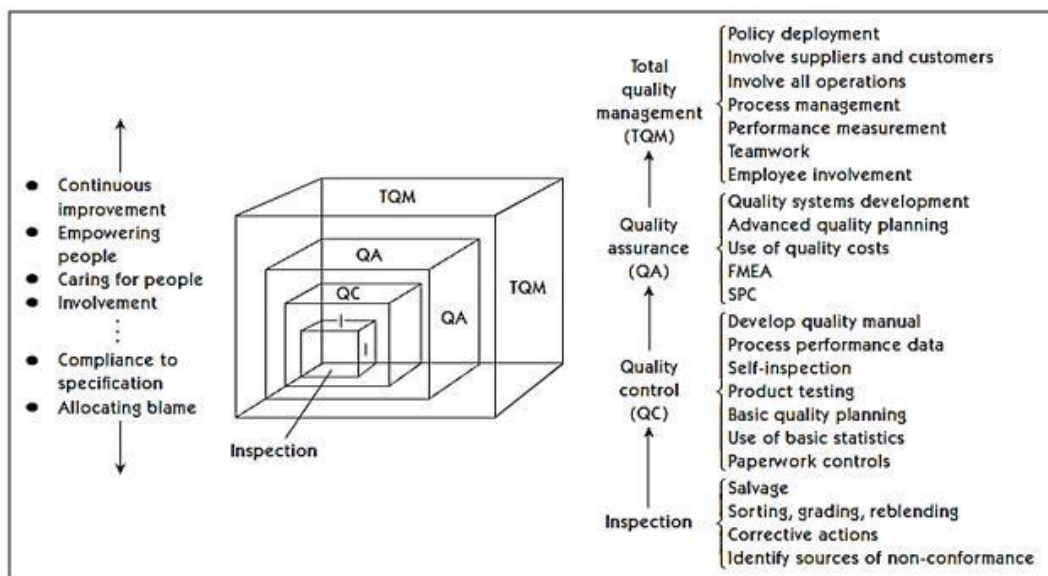 ● Continuous
improvement
● Empowering
people
● Caring for people
● Involvement
● Compliance to
specification
● Allocating blame
TQM
QA
QC
I
I
QA
TQM
Inspection
Total
quality
management
(TQM)
Policy deployment
Involve suppliers and customers
Involve all operations
Process management
Performance measurement
Teamwork
Employee involvement
Quality
assurance
(QA)
Quality systems development
Advanced quality planning
Use of quality costs
FMEA
SPC
Quality
control
(QC)
Develop quality manual
Process performance data
Self-inspection
Product testing
Basic quality planning
Use of basic statistics
Paperwork controls
Inspection
Salvage
Sorting, grading, reblending
Corrective actions
Identify sources of non-conformance